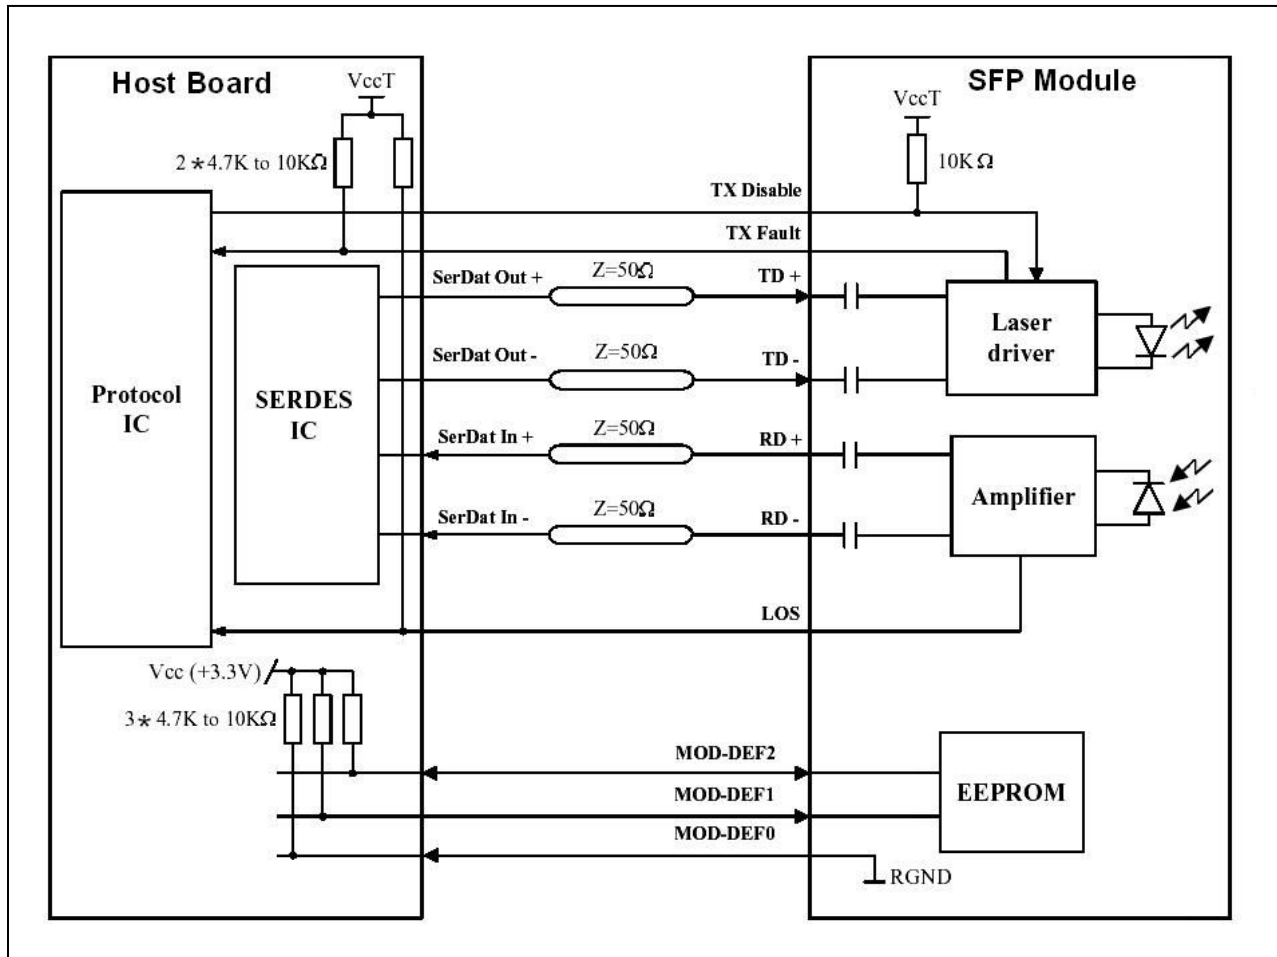 Host Board
SFP Module
VccT
VccT
2*4.7K to 10KΩ
10KΩ
TX Disable
TX Fault
SerDat Out +
Z=50Ω
TD +
Laser
driver
SerDat Out -
Z=50Ω
TD -
Protocol
IC
SERDES
IC
SerDat In +
Z=50Ω
RD +
Amplifier
SerDat In -
Z=50Ω
RD -
LOS
Vcc (+3.3V)
3* 4.7K to 10KΩ
MOD-DEF2
EEPROM
MOD-DEF1
MOD-DEF0
RGND